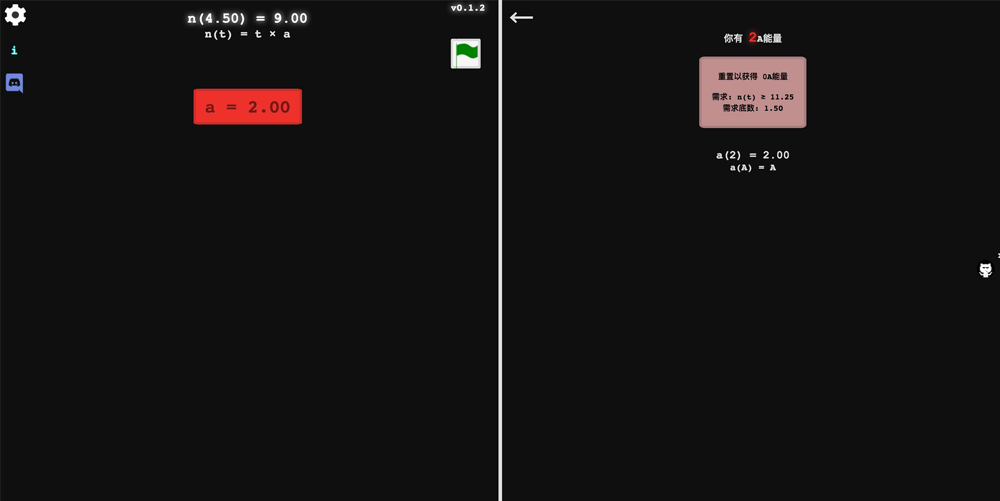 n(4.50) = 9.00
n(t) = t × a
v0.1.2
i
a = 2.00
你有 2A能量
重置以获得 0A能量
需求: n(t) ≥ 11.25
需求底数: 1.50
a(2) = 2.00
a(A) = A